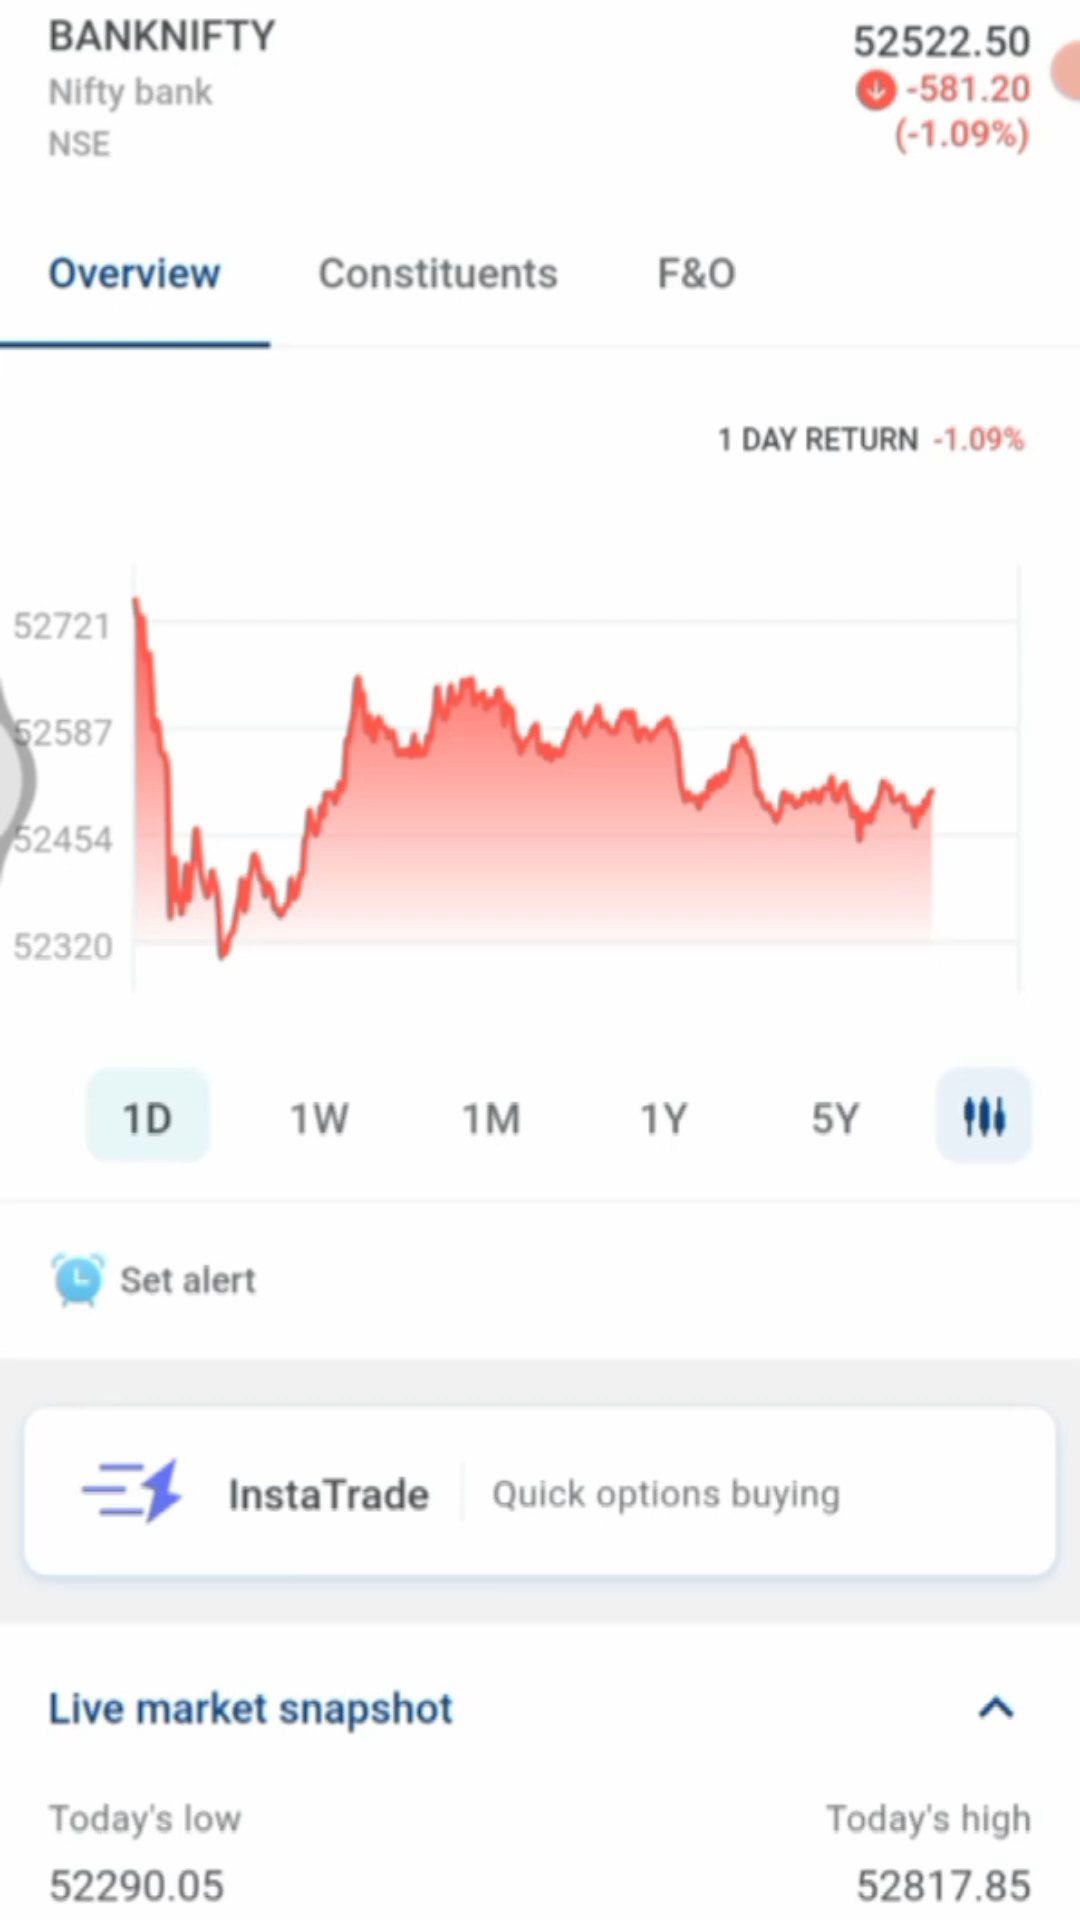 BANKNIFTY
52522.50
Nifty bank
-581.20
NSE
(-1.09%)
Overview Constituents F&O
1 DAY RETURN -1.09%
52721
52587
52454
52320
1D 1W 1M 1Y 5Y
Set alert
InstaTrade Quick options buying
Live market snapshot
Today's low Today's high
52290.05 52817.85